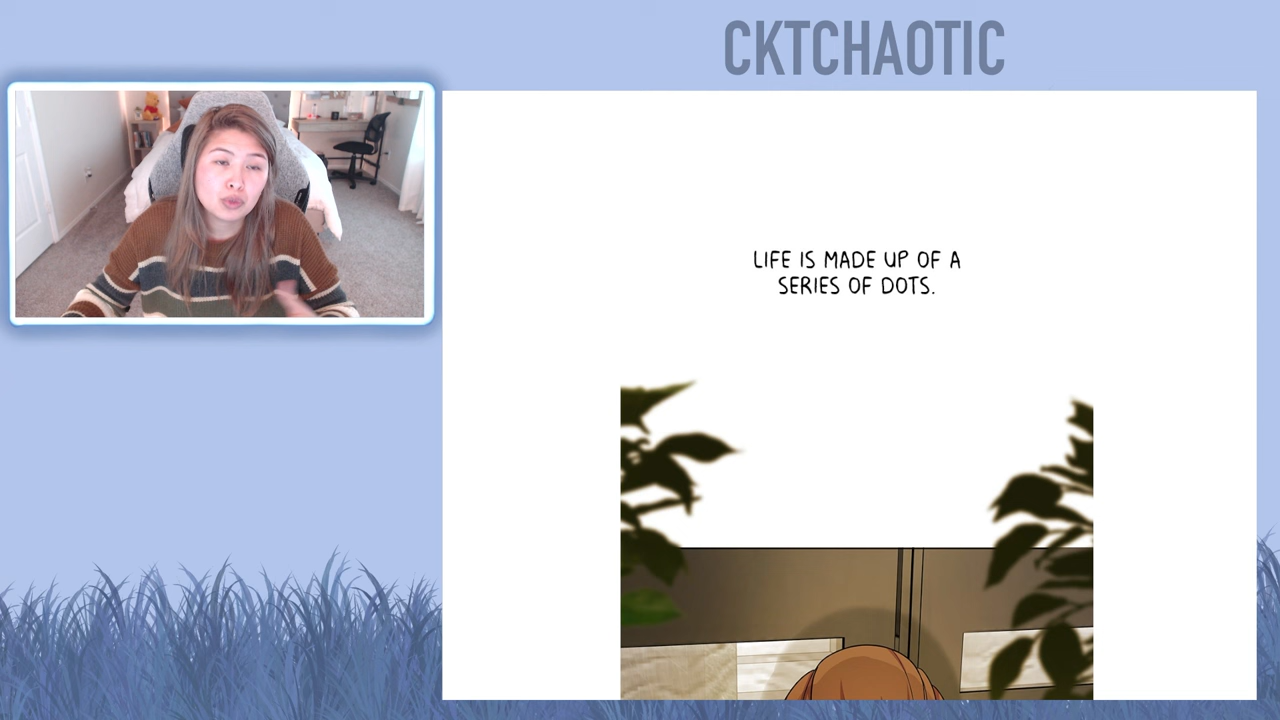 CKTCHAOTIC
LIFE IS MADE UP OF A
SERIES OF DOTS.